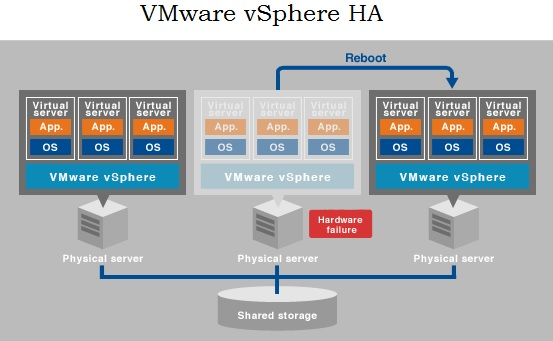 VMware vSphere HA
Reboot
Virtual server Virtual server Virtual server
App. App. App.
OS OS OS
VMware vSphere
Virtual server Virtual server Virtual server
App. App. App.
OS OS OS
VMware vSphere
Virtual server Virtual server Virtual server
App. App. App.
OS OS OS
VMware vSphere
Hardware
failure
Physical server
Physical server
Physical server
Shared storage